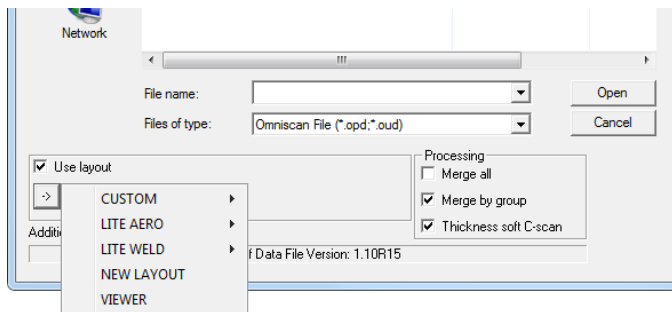 Network
File name:
Open
Files of type:
Omniscan File (*.opd;*.oud)
Cancel
Use layout
Processing
Merge all
->
CUSTOM
Merge by group
LITE AERO
Thickness soft C-scan
LITE WELD
Data File Version: 1.10R15
NEW LAYOUT
VIEWER